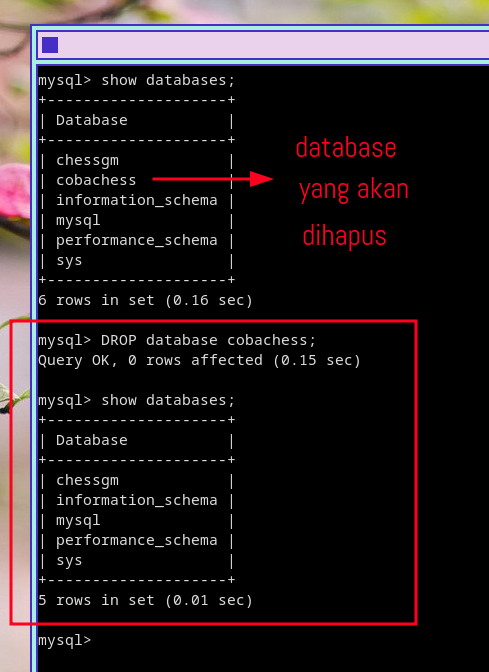 mysql> show databases;
+--------------------+
| Database           |
+--------------------+
| chessgm            |
| cobachess          |
| information_schema |
| mysql              |
| performance_schema |
| sys                |
+--------------------+
6 rows in set (0.16 sec)
database
yang akan
dihapus
mysql> DROP database cobachess;
Query OK, 0 rows affected (0.15 sec)
mysql> show databases;
+--------------------+
| Database           |
+--------------------+
| chessgm            |
| information_schema |
| mysql              |
| performance_schema |
| sys                |
+--------------------+
5 rows in set (0.01 sec)
mysql>